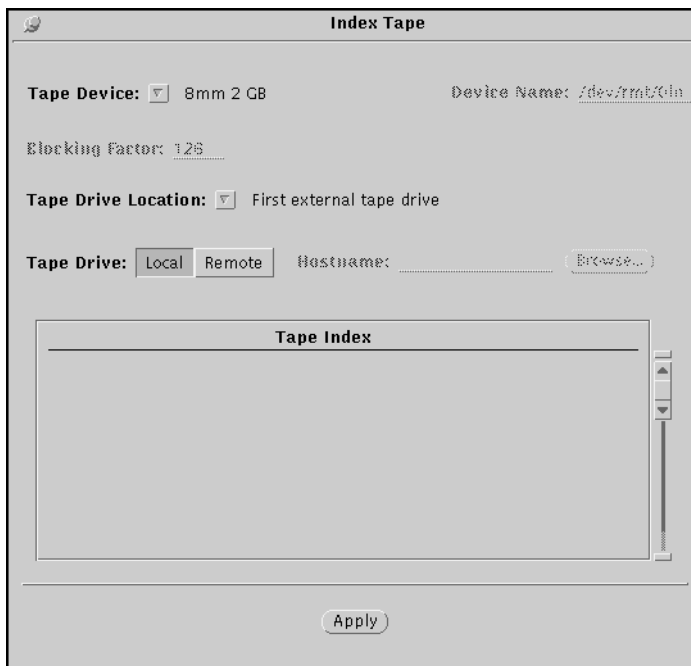 Index Tape
Tape Device: 8mm 2 GB Device Name: /dev/rmt/0ln
Blocking Factor: 126
Tape Drive Location: First external tape drive
Tape Drive: Local Remote Hostname: Browse...
Tape Index
Apply